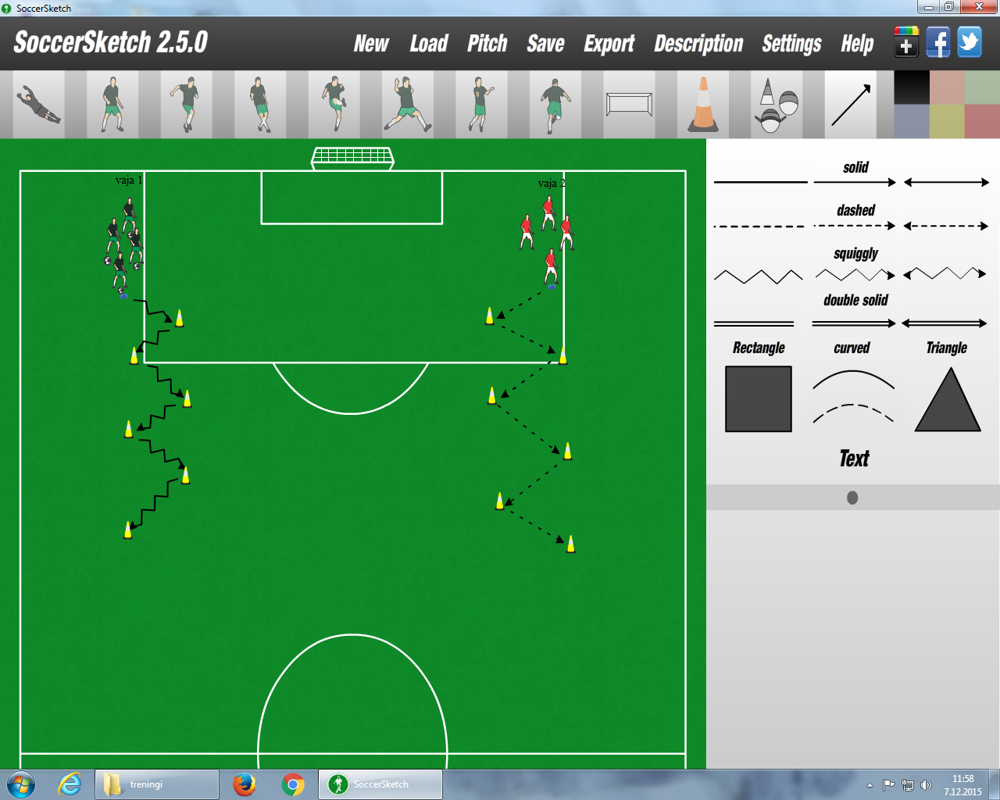 SoccerSketch
SoccerSketch 2.5.0
New Load Pitch Save Export Description Settings Help
solid
dashed
squiggly
double solid
Rectangle curved Triangle
Text
vaja 1
vaja 2
treningi
SoccerSketch
11:58
7.12.2015